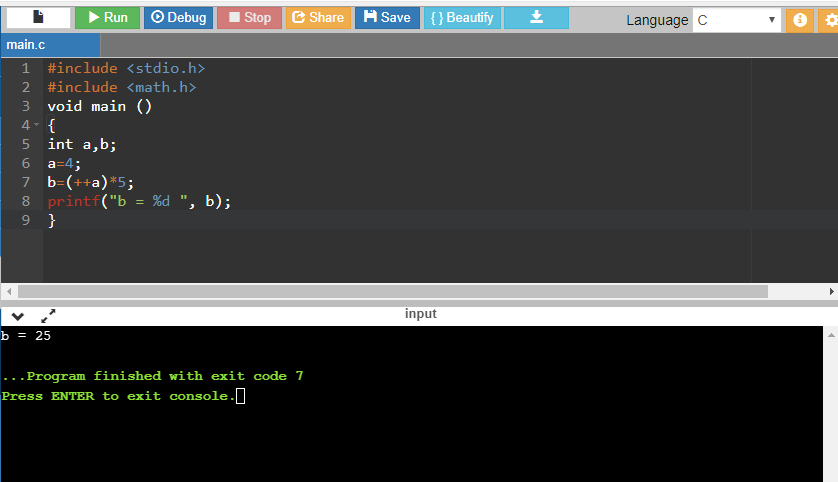 Run Debug Stop Share Save { } Beautify Language C
main.c
1 #include <stdio.h>
2 #include <math.h>
3 void main ()
4 {
5 int a,b;
6 a=4;
7 b=(++a)*5;
8 printf("b = %d ", b);
9 }
input
b = 25
...Program finished with exit code 7
Press ENTER to exit console.